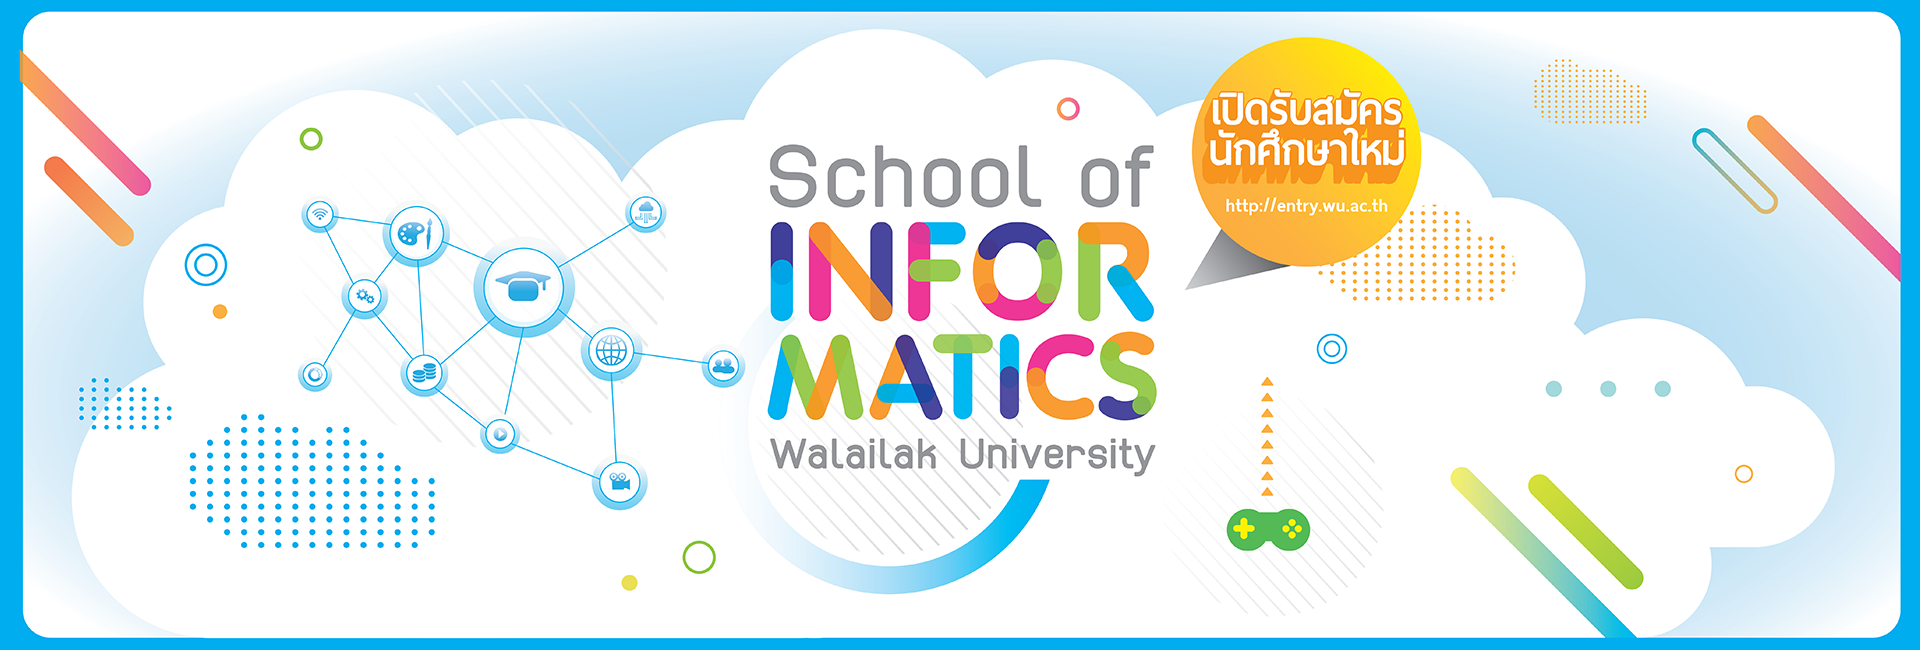 School of
INFOR
MATICS
Walailak University
เปิดรับสมัคร
นักศึกษาใหม่
http://entry.wu.ac.th